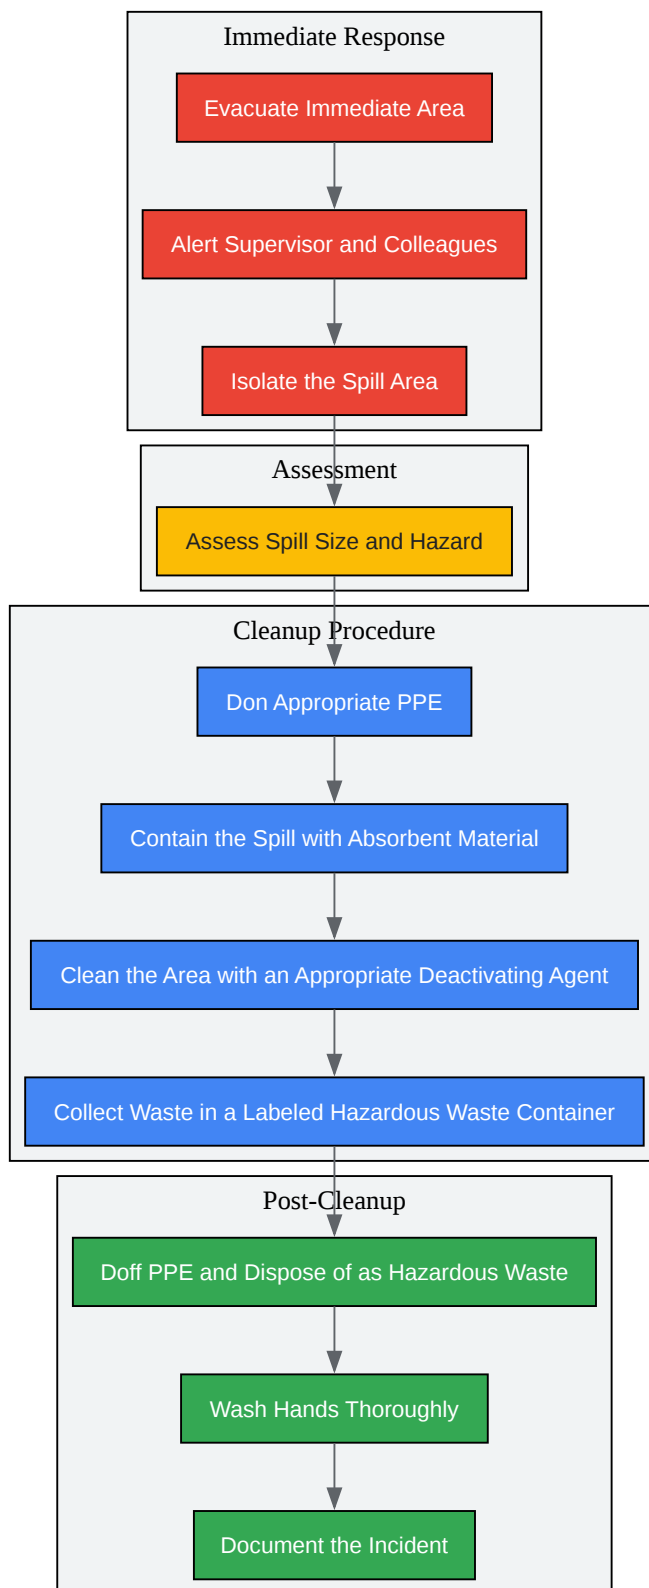 Immediate Response
Evacuate Immediate Area
Alert Supervisor and Colleagues
Isolate the Spill Area
Assessment
Assess Spill Size and Hazard
Cleanup Procedure
Don Appropriate PPE
Contain the Spill with Absorbent Material
Clean the Area with an Appropriate Deactivating Agent
Collect Waste in a Labeled Hazardous Waste Container
Post-Cleanup
Doff PPE and Dispose of as Hazardous Waste
Wash Hands Thoroughly
Document the Incident